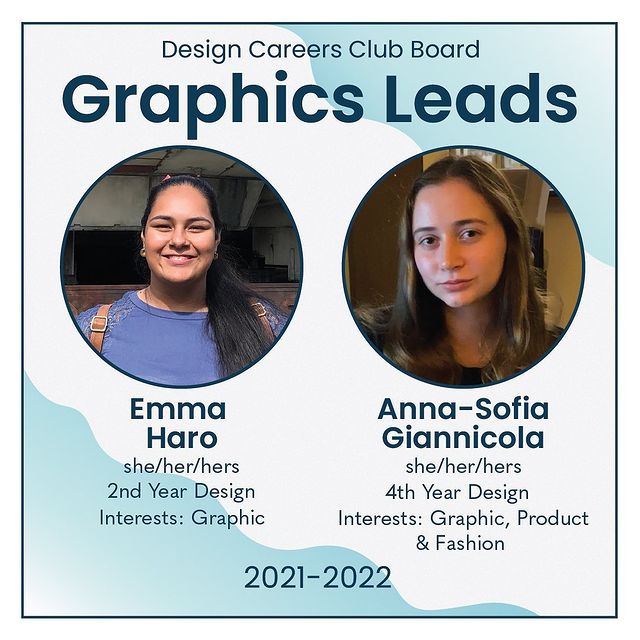 Design Careers Club Board
Graphics Leads
Emma
Haro
she/her/hers
2nd Year Design
Interests: Graphic
Anna-Sofia
Giannicola
she/her/hers
4th Year Design
Interests: Graphic, Product
& Fashion
2021-2022